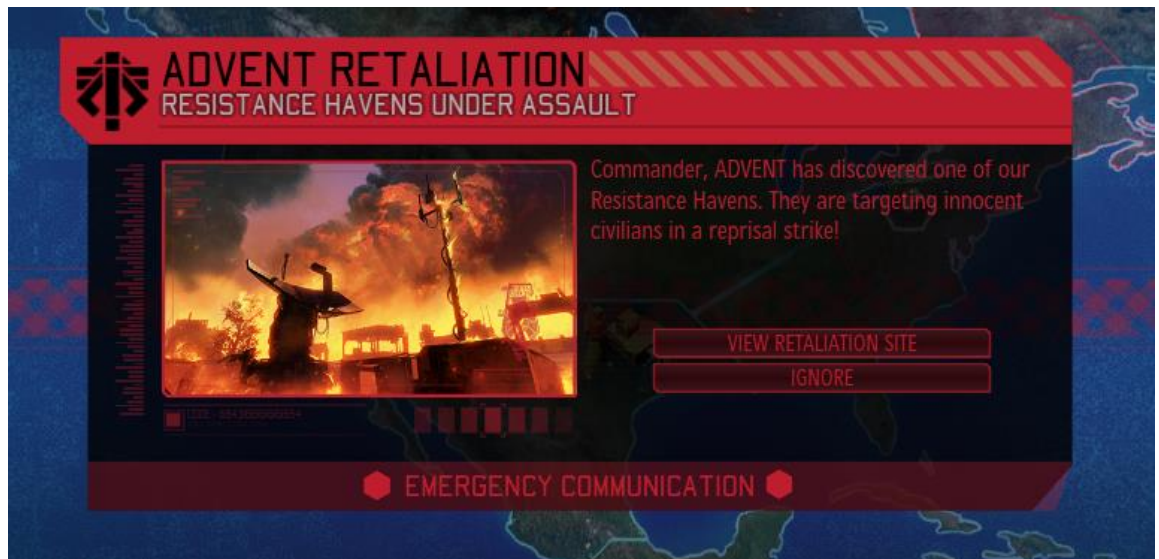 ADVENT RETALIATION
RESISTANCE HAVENS UNDER ASSAULT
Commander, ADVENT has discovered one of our
Resistance Havens. They are targeting innocent
civilians in a reprisal strike!
VIEW RETALIATION SITE
IGNORE
EMERGENCY COMMUNICATION